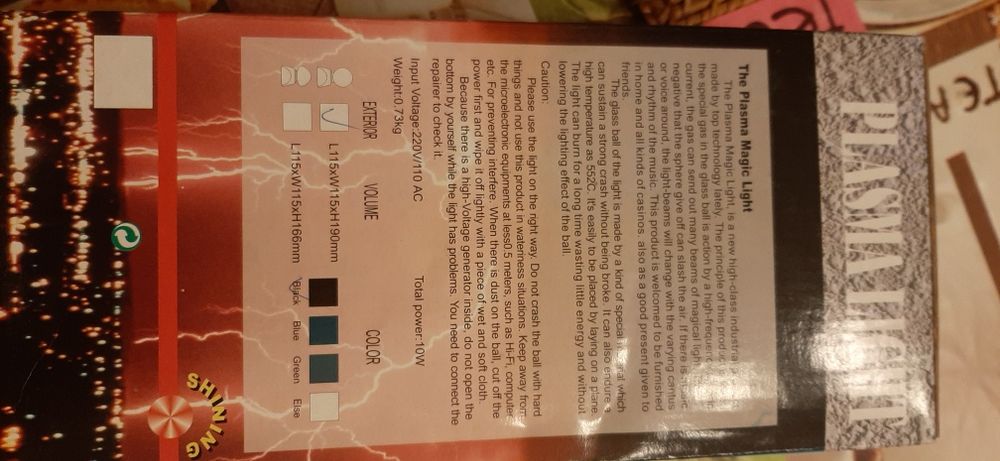 PLASMA LIGHT
The Plasma Magic Light
The Plasma Magic Light, is a new high-class industrial
made by top technology lately. The principle of this product
the special gas in the glass ball is action by a high-frequency
current, the gas can send out many beams of magical light
negative that the sphere give off can slash the air. If there is music
or voice around, the light-beams will change with the varying cantus
and rhythm of the music. This product is welcomed to be furnished
in home and all kinds of casinos, also as a good present given to
friends.
The glass ball of the light is made by a kind of special material which
can sustain a strong crash without being broke. It can also endure a
high temperature as 552C. It's easily to be placed by laying on a plane.
The light can burn for a long time wasting little energy and without
lowering the lighting effect of the ball.
Caution:
Please use the light on the right way. Do not crash the ball with hard
things and not use this product in wateriness situations. Keep away from
the microelectronic equipments at less0.5 meters, such as Hi-Fi, computer
etc. For preventing interfere. When there is dust on the ball, cut off the
power first and wipe it off lightly with a piece of wet and soft cloth.
Because there is a high-Voltage generator inside, do not open the
bottom by yourself while the light has problems. You need to connect the
repairer to check it.
Input Voltage:220V/110 AC Total power:10W
Weight:0.73kg
EXTERIOR VOLUME COLOR
L115xW115xH190mm
L115xW115xH166mm
Black Blue Green Else
SHINING
TEA